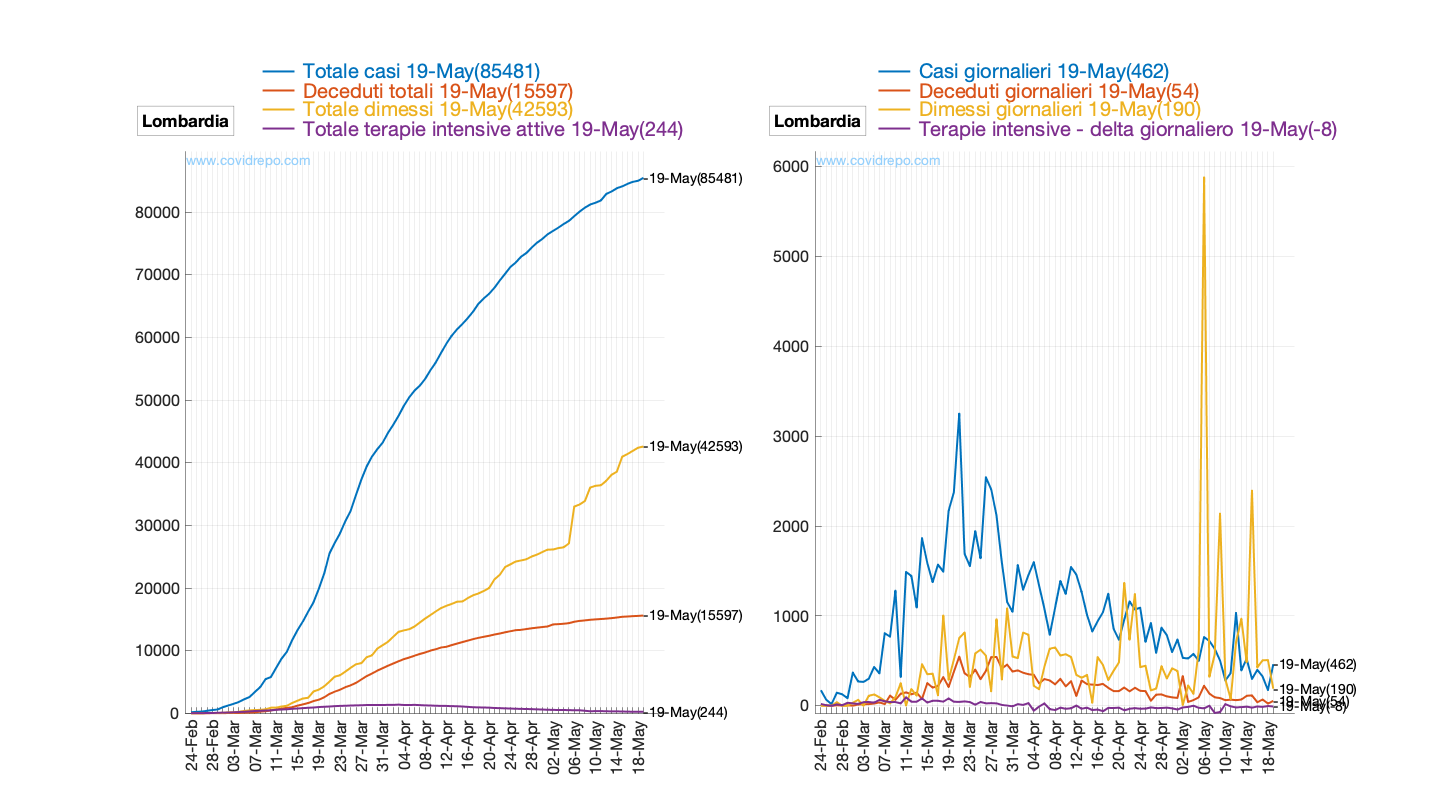 Totale casi 19-May(85481)
Deceduti totali 19-May(15597)
Totale dimessi 19-May(42593)
Totale terapie intensive attive 19-May(244)
Lombardia
www.covidrepo.com
80000
70000
60000
50000
40000
30000
20000
10000
0
19-May(85481)
19-May(42593)
19-May(15597)
19-May(244)
24-Feb
28-Feb
03-Mar
07-Mar
11-Mar
15-Mar
19-Mar
23-Mar
27-Mar
31-Mar
04-Apr
08-Apr
12-Apr
16-Apr
20-Apr
24-Apr
28-Apr
02-May
06-May
10-May
14-May
18-May
Casi giornalieri 19-May(462)
Deceduti giornalieri 19-May(54)
Dimessi giornalieri 19-May(190)
Terapie intensive - delta giornaliero 19-May(-8)
Lombardia
www.covidrepo.com
6000
5000
4000
3000
2000
1000
0
19-May(462)
19-May(190)
19-May(54)
19-May(-8)
24-Feb
28-Feb
03-Mar
07-Mar
11-Mar
15-Mar
19-Mar
23-Mar
27-Mar
31-Mar
04-Apr
08-Apr
12-Apr
16-Apr
20-Apr
24-Apr
28-Apr
02-May
06-May
10-May
14-May
18-May